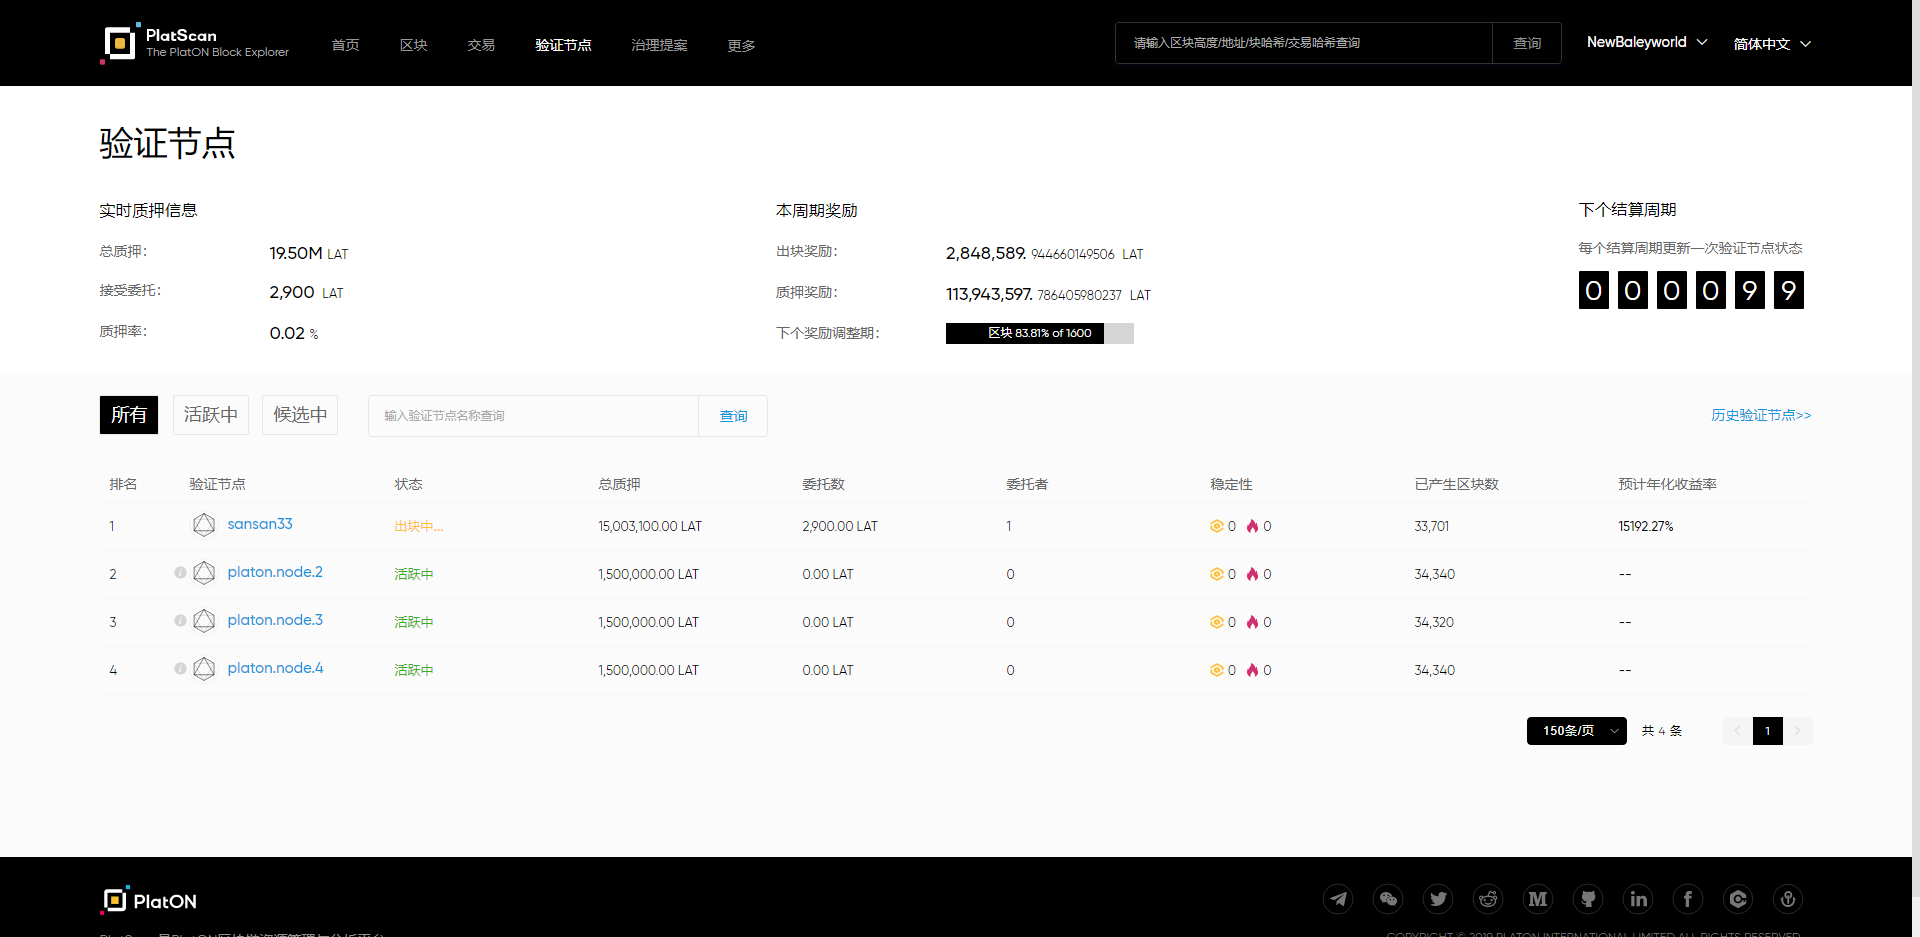 PlatScan
The PlatON Block Explorer
首页 区块 交易 验证节点 治理提案 更多
请输入区块高度/地址/块哈希/交易哈希查询 查询
NewBaleyworld 简体中文
验证节点
实时质押信息 本周期奖励 下个结算周期
总质押: 19.50M LAT 出块奖励: 2,848,589. 944660149506 LAT 每个结算周期更新一次验证节点状态
接受委托: 2,900 LAT 质押奖励: 113,943,597. 786405980237 LAT 0 0 0 0 9 9
质押率: 0.02 % 下个奖励调整期: 区块 83.81% of 1600
所有 活跃中 候选中 输入验证节点名称查询 查询 历史验证节点>>
排名 验证节点 状态 总质押 委托数 委托者 稳定性 已产生区块数 预计年化收益率
1 sansan33 出块中... 15,003,100.00 LAT 2,900.00 LAT 1 0 0 33,701 15192.27%
2 platon.node.2 活跃中 1,500,000.00 LAT 0.00 LAT 0 0 0 34,340 --
3 platon.node.3 活跃中 1,500,000.00 LAT 0.00 LAT 0 0 0 34,320 --
4 platon.node.4 活跃中 1,500,000.00 LAT 0.00 LAT 0 0 0 34,340 --
150条/页 共 4 条 1
PlatON
COPYRIGHT © 2019 PLATON INTERNATIONAL LIMITED ALL RIGHTS RESERVED